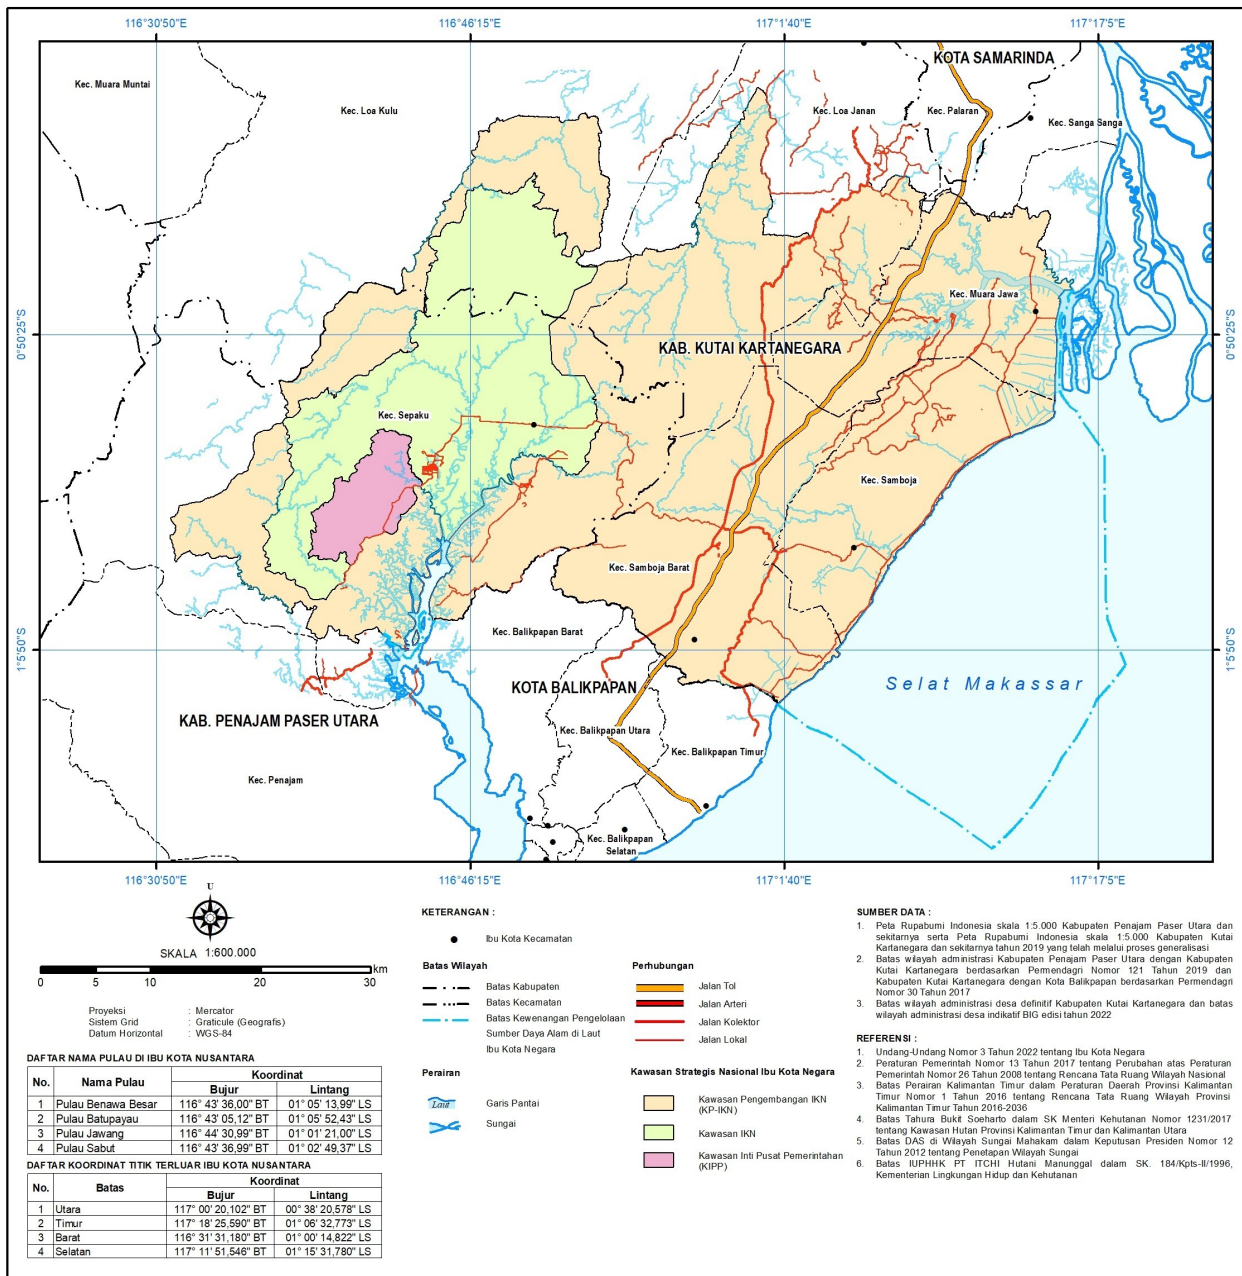 116°30'50"E 116°46'15"E 117°1'40"E 117°17'5"E
KOTA SAMARINDA
Kec. Muara Muntai
Kec. Loa Kulu
Kec. Loa Janan
Kec. Palaran
Kec. Sanga Sanga
Kec. Muara Jawa
0°50'25"S
0°50'25"S
KAB. KUTAI KARTANEGARA
Kec. Sepaku
Kec. Samboja
Kec. Samboja Barat
Kec. Balikpapan Barat
1°5'50"S
1°5'50"S
Selat Makassar
KOTA BALIKPAPAN
KAB. PENAJAM PASER UTARA
Kec. Balikpapan Utara
Kec. Balikpapan Timur
Kec. Penajam
Kec. Balikpapan
Selatan
116°30'50"E 116°46'15"E 117°1'40"E 117°17'5"E
U
SKALA 1:600.000
0 5 10 20 30 km
Proyeksi : Mercator
Sistem Grid : Graticule (Geografis)
Datum Horizontal : WGS-84
DAFTAR NAMA PULAU DI IBU KOTA NUSANTARA
No. Nama Pulau Koordinat
Bujur Lintang
1 Pulau Benawa Besar 116° 43' 36,00" BT 01° 05' 13,99" LS
2 Pulau Batupayau 116° 43' 05,12" BT 01° 05' 52,43" LS
3 Pulau Jawang 116° 44' 30,99" BT 01° 01' 21,00" LS
4 Pulau Sabut 116° 43' 36,99" BT 01° 02' 49,37" LS
DAFTAR KOORDINAT TITIK TERLUAR IBU KOTA NUSANTARA
No. Batas Koordinat
Bujur Lintang
1 Utara 117° 00' 20,102" BT 00° 38' 20,578" LS
2 Timur 117° 18' 25,590" BT 01° 06' 32,773" LS
3 Barat 116° 31' 31,180" BT 01° 00' 14,822" LS
4 Selatan 117° 11' 51,546" BT 01° 15' 31,780" LS
KETERANGAN :
Ibu Kota Kecamatan
Batas Wilayah
Batas Kabupaten
Batas Kecamatan
Batas Kewenangan Pengelolaan
Sumber Daya Alam di Laut
Ibu Kota Negara
Perairan
Laut Garis Pantai
Sungai
Perhubungan
Jalan Tol
Jalan Arteri
Jalan Kolektor
Jalan Lokal
Kawasan Strategis Nasional Ibu Kota Negara
Kawasan Pengembangan IKN
(KP-IKN)
Kawasan IKN
Kawasan Inti Pusat Pemerintahan
(KIPP)
SUMBER DATA :
1. Peta Rupabumi Indonesia skala 1:5.000 Kabupaten Penajam Paser Utara dan
sekitarnya serta Peta Rupabumi Indonesia skala 1:5.000 Kabupaten Kutai
Kartanegara dan sekitarnya tahun 2019 yang telah melalui proses generalisasi
2. Batas wilayah administrasi Kabupaten Penajam Paser Utara dengan Kabupaten
Kutai Kartanegara berdasarkan Permendagri Nomor 121 Tahun 2019 dan
Kabupaten Kutai Kartanegara dengan Kota Balikpapan berdasarkan Permendagri
Nomor 30 Tahun 2017
3. Batas wilayah administrasi desa definitif Kabupaten Kutai Kartanegara dan batas
wilayah administrasi desa indikatif BIG edisi tahun 2022
REFERENSI :
1. Undang-Undang Nomor 3 Tahun 2022 tentang Ibu Kota Negara
2. Peraturan Pemerintah Nomor 13 Tahun 2017 tentang Perubahan atas Peraturan
Pemerintah Nomor 26 Tahun 2008 tentang Rencana Tata Ruang Wilayah Nasional
3. Batas Perairan Kalimantan Timur dalam Peraturan Daerah Provinsi Kalimantan
Timur Nomor 1 Tahun 2016 tentang Rencana Tata Ruang Wilayah Provinsi
Kalimantan Timur Tahun 2016-2036
4. Batas Tahura Bukit Soeharto dalam SK Menteri Kehutanan Nomor 1231/2017
tentang Kawasan Hutan Provinsi Kalimantan Timur dan Kalimantan Utara
5. Batas DAS di Wilayah Sungai Mahakam dalam Keputusan Presiden Nomor 12
Tahun 2012 tentang Penetapan Wilayah Sungai
6. Batas IUPHHK PT ITCHI Hutani Manunggal dalam SK. 184/Kpts-II/1996,
Kementerian Lingkungan Hidup dan Kehutanan